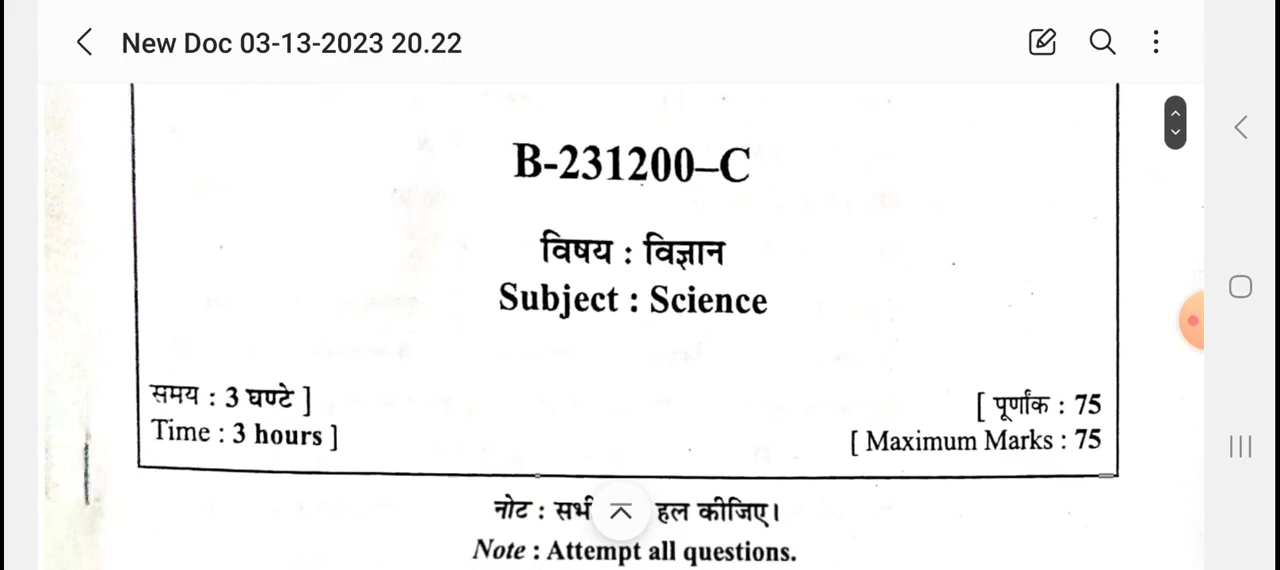 New Doc 03-13-2023 20.22
B-231200–C
विषय : विज्ञान
Subject : Science
समय : 3 घण्टे ]
[ पूर्णांक : 75
Time : 3 hours ]
[ Maximum Marks : 75
नोट : सभी हल कीजिए।
Note : Attempt all questions.